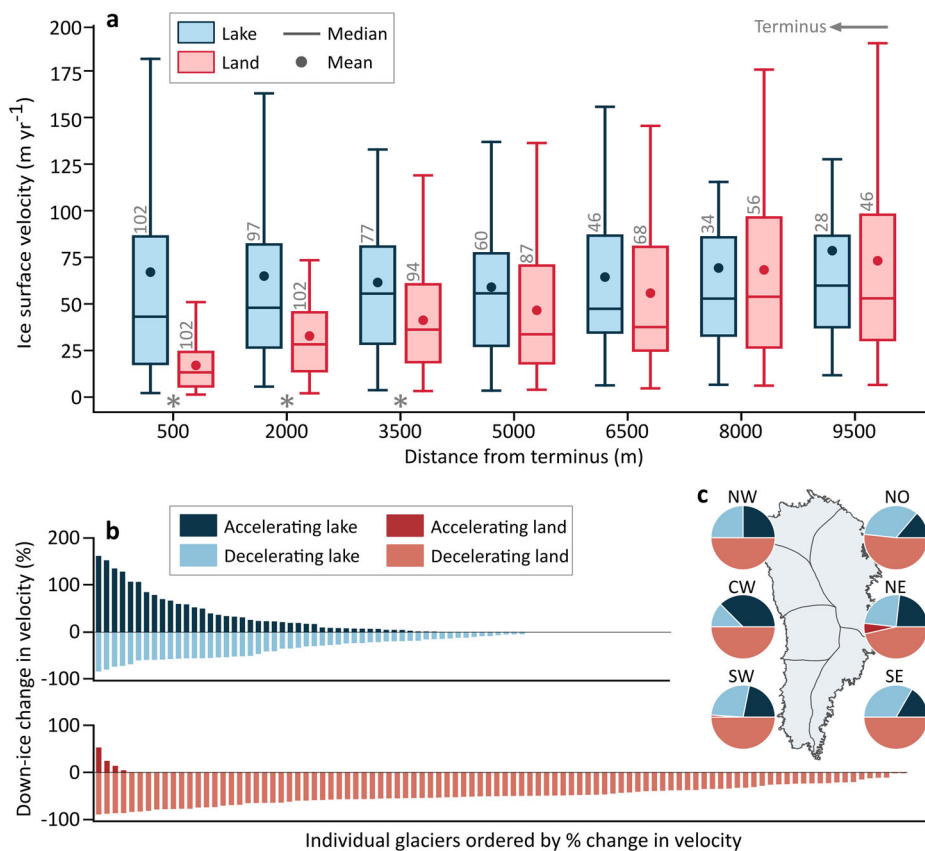 a
Lake
Land
Median
Mean
Terminus
Ice surface velocity (m yr⁻¹)
200
175
150
125
100
75
50
25
0
102
102
97
102
77
94
60
87
46
68
34
56
28
46
*
*
*
500
2000
3500
5000
6500
8000
9500
Distance from terminus (m)
b
Accelerating lake
Decelerating lake
Accelerating land
Decelerating land
Down-ice change in velocity (%)
200
100
0
-100
100
0
-100
Individual glaciers ordered by % change in velocity
c
NW
NO
CW
NE
SW
SE